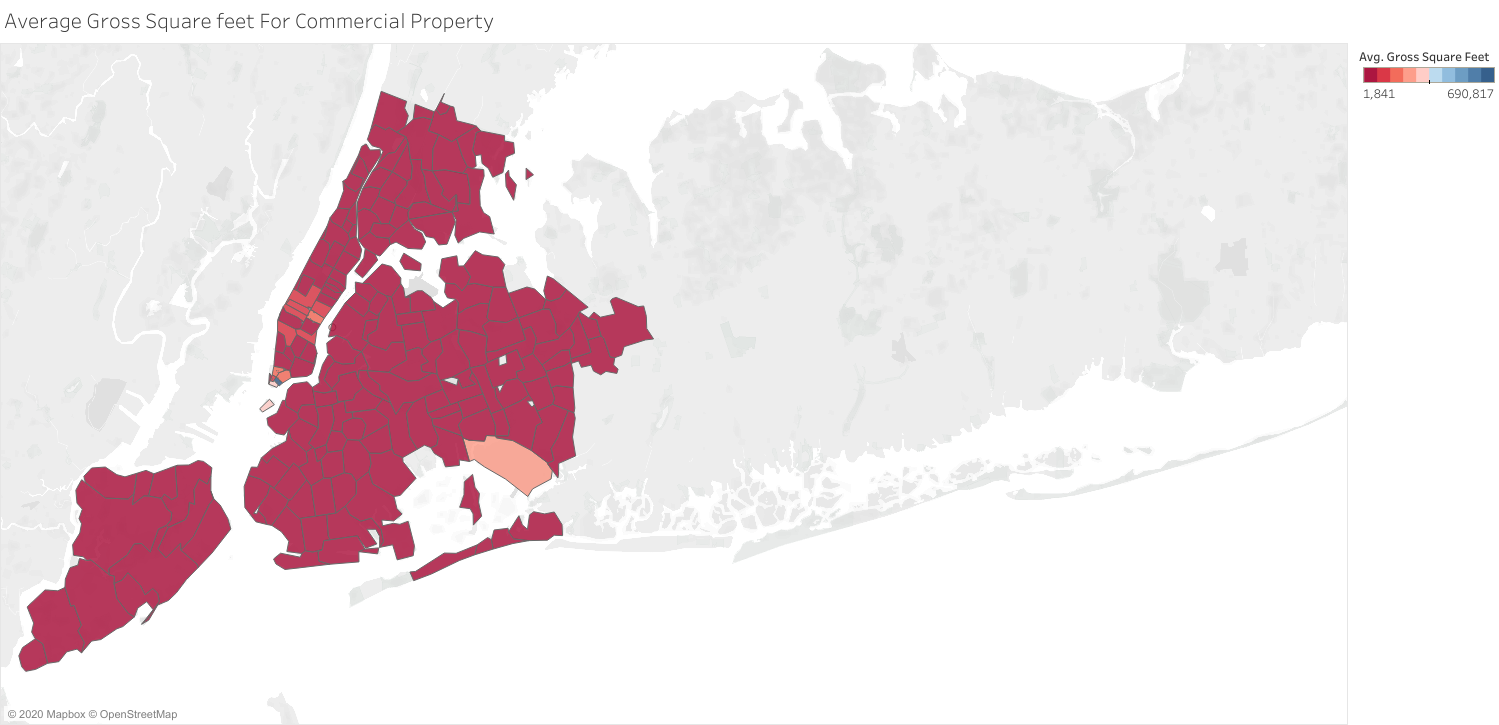 Average Gross Square feet For Commercial Property
Avg. Gross Square Feet
1,841 690,817
© 2020 Mapbox © OpenStreetMap